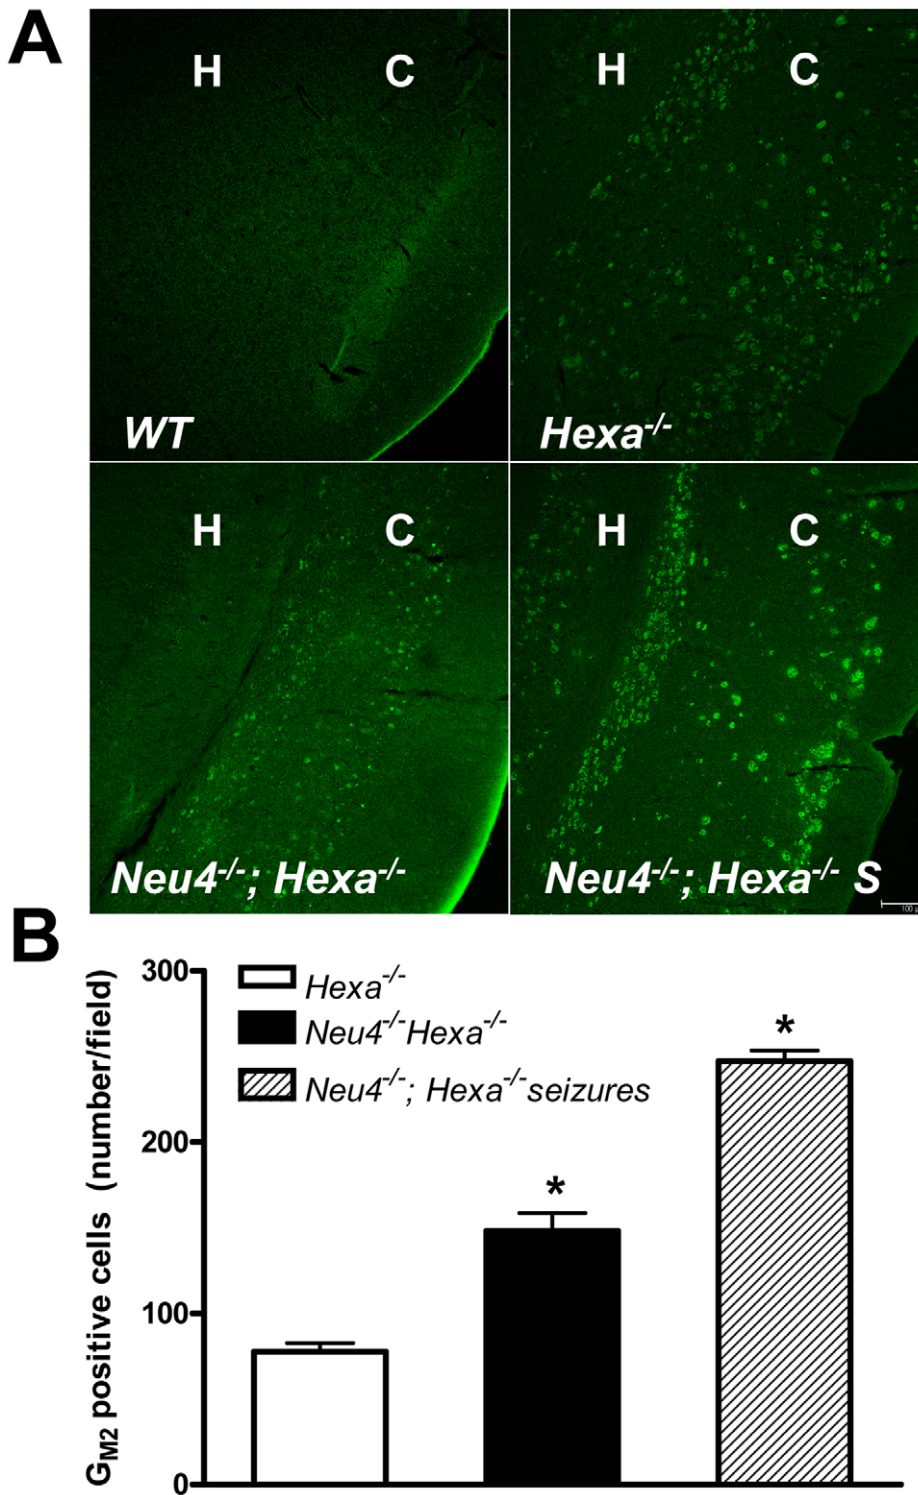 A
H C
WT
H C
Hexa-/-
H C
Neu4-/-; Hexa-/-
H C
Neu4-/-; Hexa-/- S
B
GM2 positive cells (number/field)
300
200
100
0
Hexa-/-
Neu4-/-Hexa-/-
Neu4-/-; Hexa-/-seizures
*
*